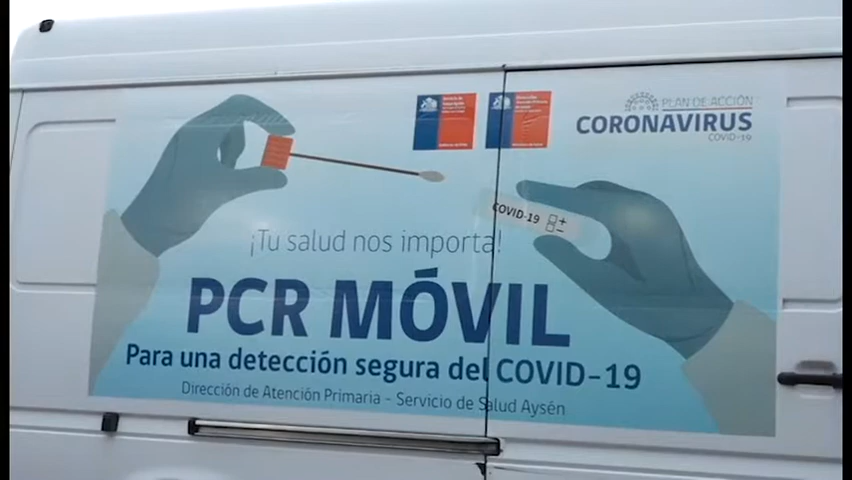 PLAN DE ACCIÓN
CORONAVIRUS
COVID-19
COVID-19
+
-
¡Tu salud nos importa!
PCR MÓVIL
Para una detección segura del COVID-19
Dirección de Atención Primaria - Servicio de Salud Aysén